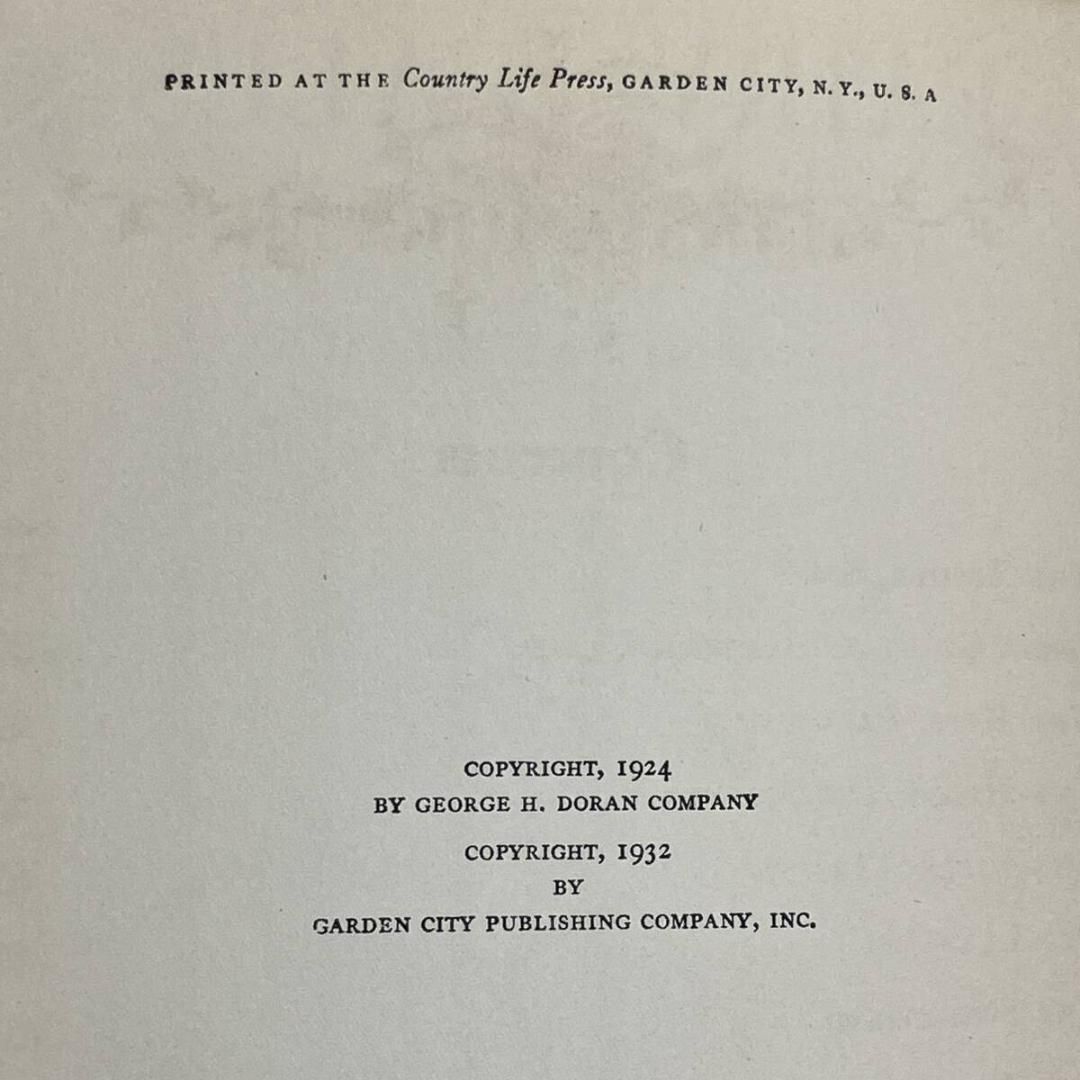 PRINTED AT THE Country Life Press, GARDEN CITY, N. Y., U. S. A
COPYRIGHT, 1924
BY GEORGE H. DORAN COMPANY
COPYRIGHT, 1932
BY
GARDEN CITY PUBLISHING COMPANY, INC.